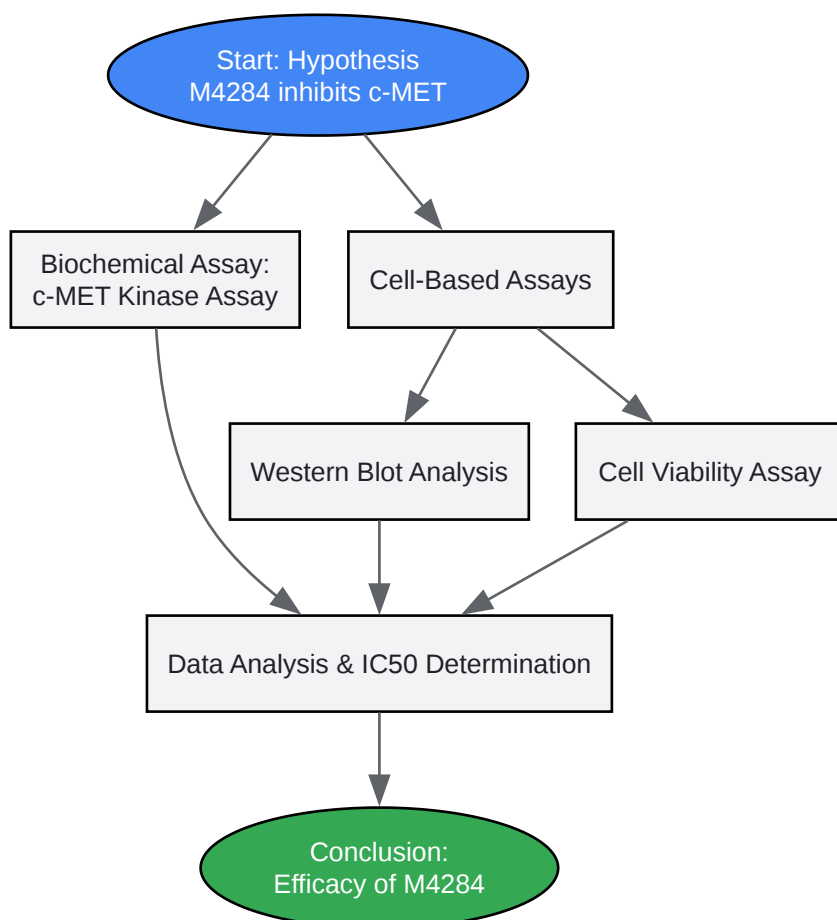 Start: Hypothesis
M4284 inhibits c-MET
Biochemical Assay:
c-MET Kinase Assay
Cell-Based Assays
Western Blot Analysis
Cell Viability Assay
Data Analysis & IC50 Determination
Conclusion:
Efficacy of M4284